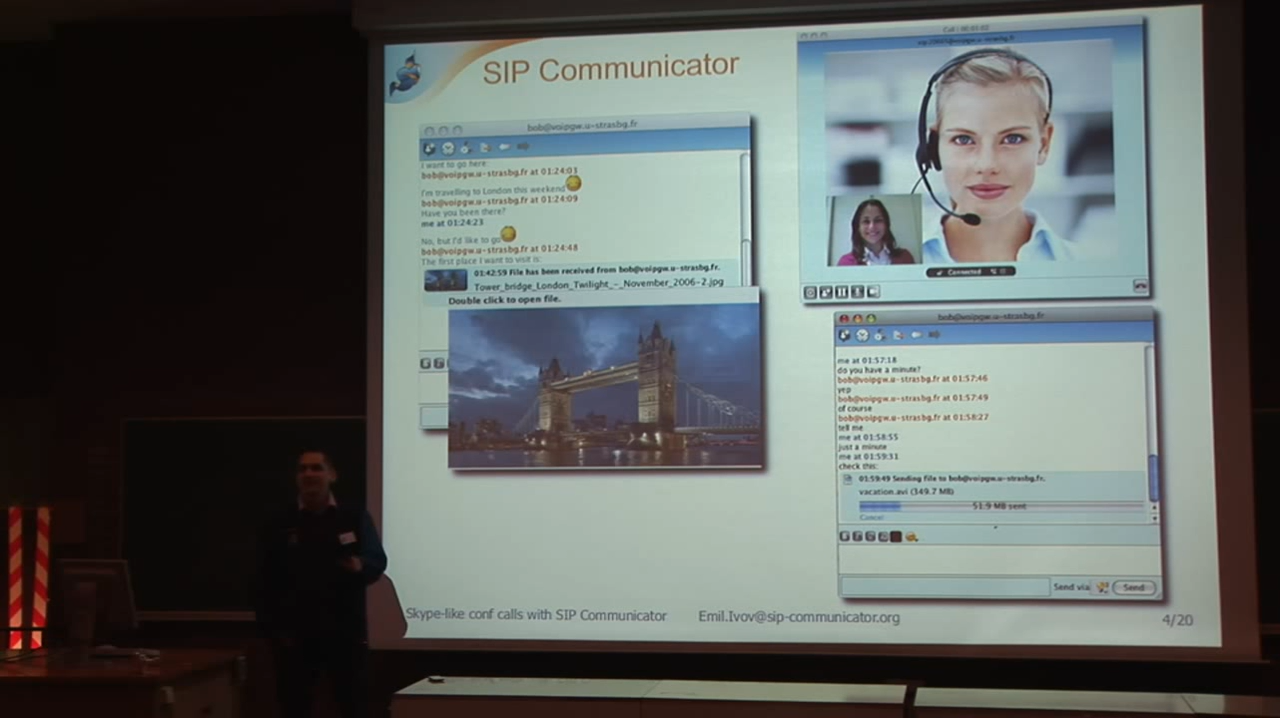 SIP Communicator
bob@voipgw.u-strasbg.fr
I want to go here:
bob@voipgw.u-strasbg.fr at 01:24:03
I'm travelling to London this weekend
bob@voipgw.u-strasbg.fr at 01:24:09
Have you been there?
me at 01:24:23
No, but I'd like to go
bob@voipgw.u-strasbg.fr at 01:24:48
The first place I want to visit is:
01:42:59 File has been received from bob@voipgw.u-strasbg.fr.
Tower_bridge_London_Twilight_-_November_2006-2.jpg
Double click to open file.
Connected
bob@voipgw.u-strasbg.fr
me at 01:57:18
do you have a minute?
bob@voipgw.u-strasbg.fr at 01:57:46
yep
bob@voipgw.u-strasbg.fr at 01:57:49
of course
bob@voipgw.u-strasbg.fr at 01:58:27
tell me
me at 01:58:55
just a minute
me at 01:59:31
check this:
01:59:49 Sending file to bob@voipgw.u-strasbg.fr.
vacation.avi (349.7 MB)
51.9 MB sent
Cancel
Send via
Send
Skype-like conf calls with SIP Communicator
Emil.Ivov@sip-communicator.org
4/20